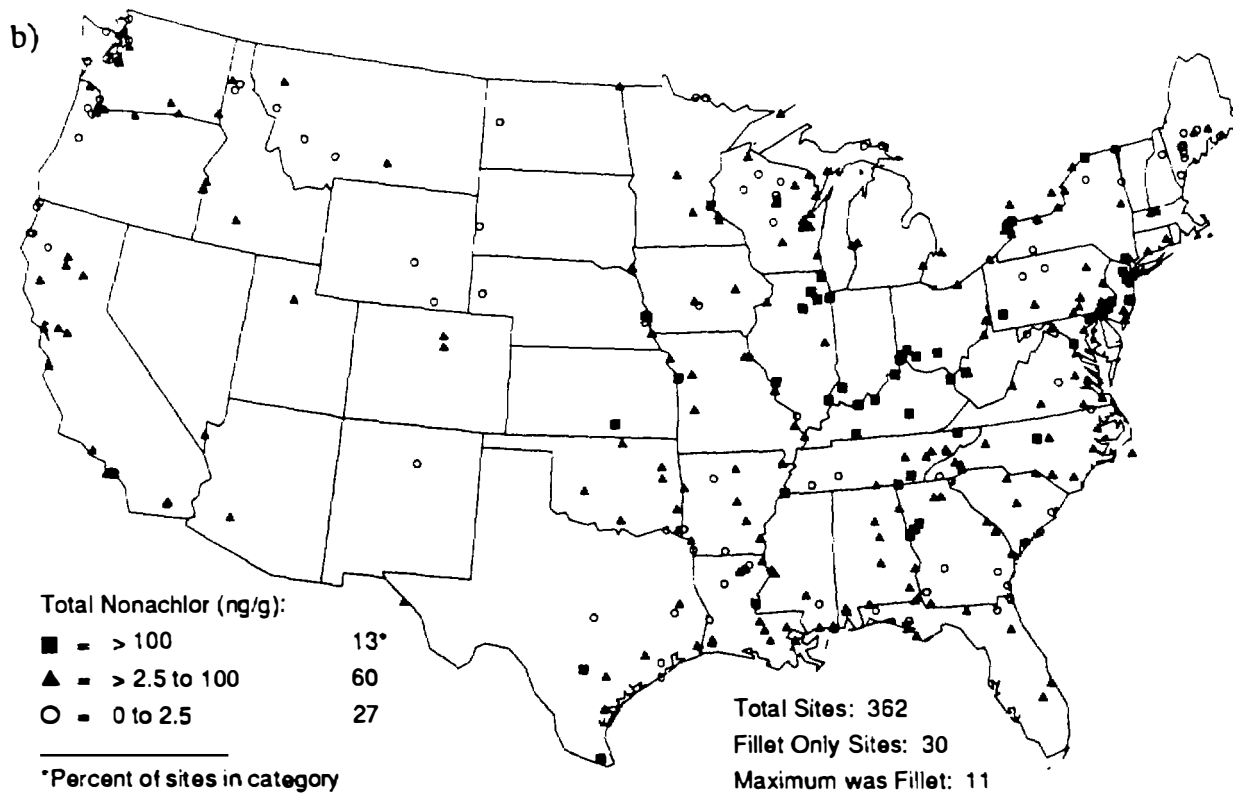 b)
Total Nonachlor (ng/g):
■ = > 100 13*
▲ = > 2.5 to 100 60
○ = 0 to 2.5 27
*Percent of sites in category
Total Sites: 362
Fillet Only Sites: 30
Maximum was Fillet: 11